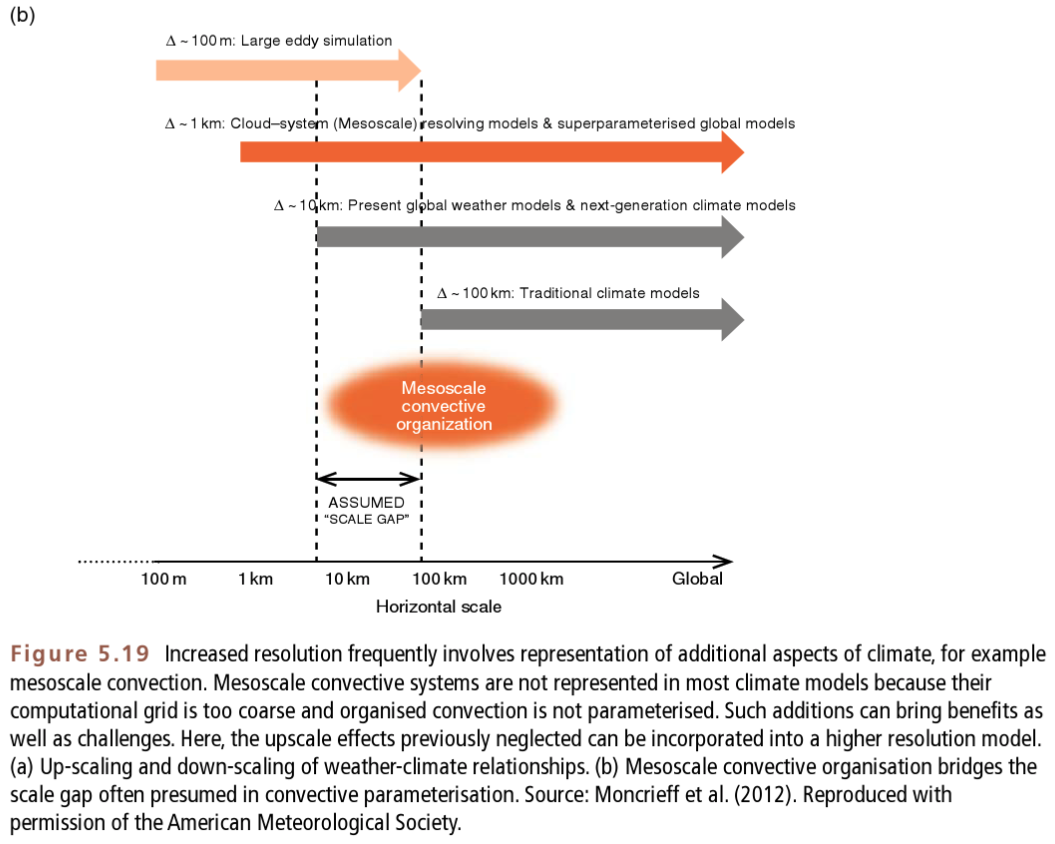 (b)
Δ ~ 100 m: Large eddy simulation
Δ ~ 1 km: Cloud–system (Mesoscale) resolving models & superparameterised global models
Δ ~ 10 km: Present global weather models & next-generation climate models
Δ ~ 100 km: Traditional climate models
Mesoscale
convective
organization
ASSUMED
“SCALE GAP”
100 m 1 km 10 km 100 km 1000 km Global
Horizontal scale
Figure 5.19 Increased resolution frequently involves representation of additional aspects of climate, for example
mesoscale convection. Mesoscale convective systems are not represented in most climate models because their
computational grid is too coarse and organised convection is not parameterised. Such additions can bring benefits as
well as challenges. Here, the upscale effects previously neglected can be incorporated into a higher resolution model.
(a) Up-scaling and down-scaling of weather-climate relationships. (b) Mesoscale convective organisation bridges the
scale gap often presumed in convective parameterisation. Source: Moncrieff et al. (2012). Reproduced with
permission of the American Meteorological Society.